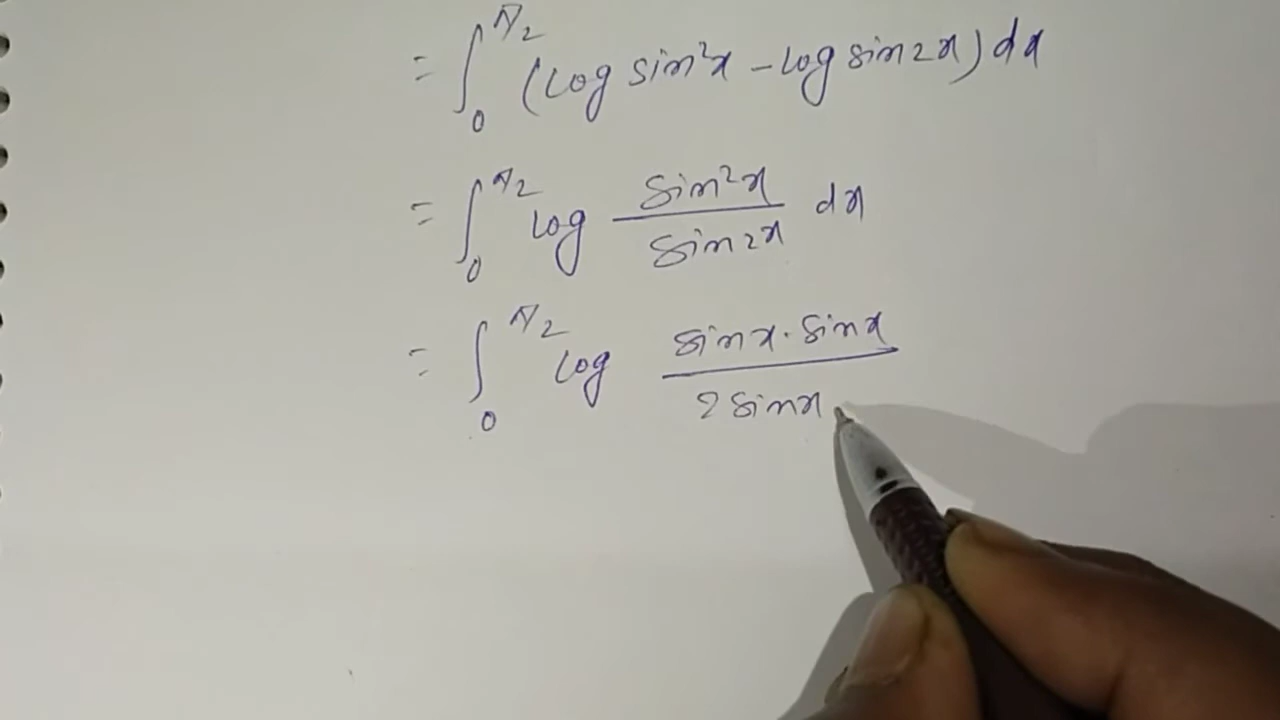 = ∫₀^π/2 (log sin²x - log sin2x) dx
= ∫₀^π/2 log sin²x / sin2x dx
= ∫₀^π/2 log sinx · sinx / 2 sinx